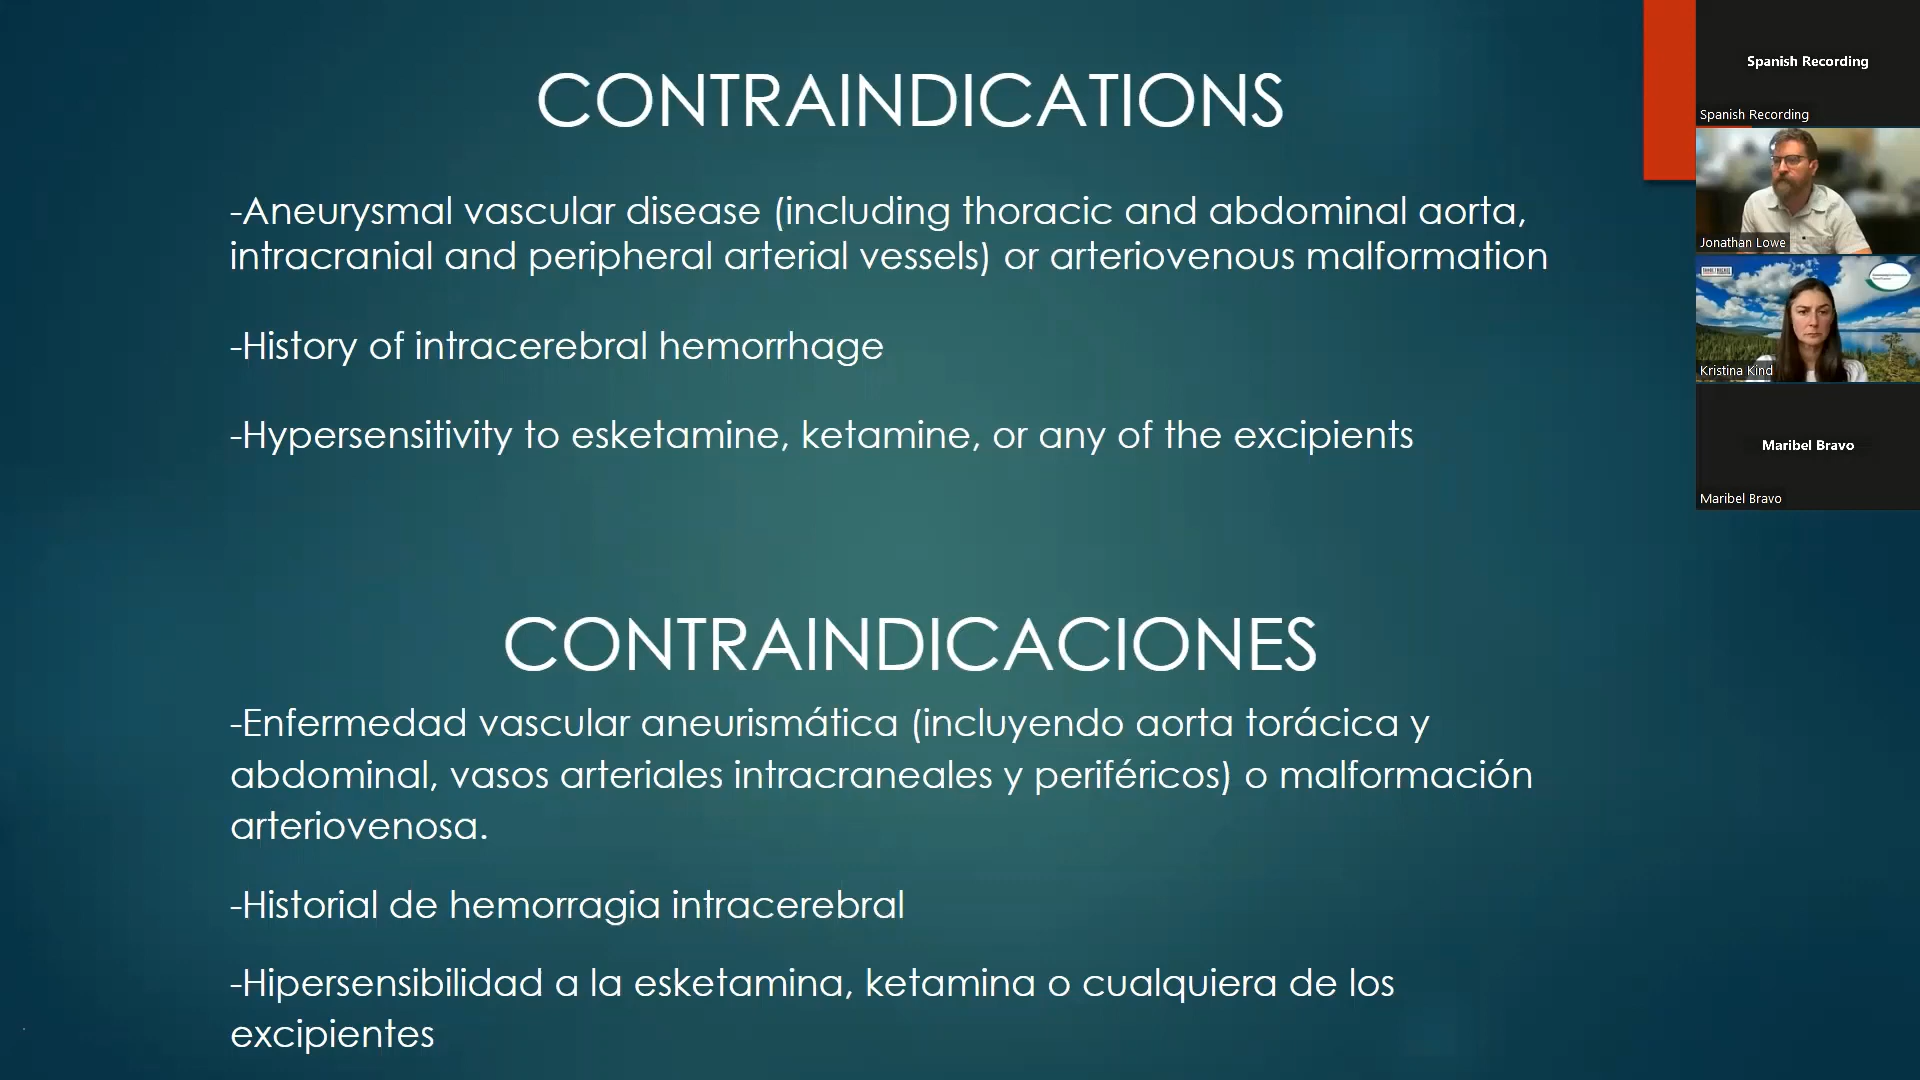 CONTRAINDICATIONS
-Aneurysmal vascular disease (including thoracic and abdominal aorta,
intracranial and peripheral arterial vessels) or arteriovenous malformation
-History of intracerebral hemorrhage
-Hypersensitivity to esketamine, ketamine, or any of the excipients
CONTRAINDICACIONES
-Enfermedad vascular aneurismática (incluyendo aorta torácica y
abdominal, vasos arteriales intracraneales y periféricos) o malformación
arteriovenosa.
-Historial de hemorragia intracerebral
-Hipersensibilidad a la esketamina, ketamina o cualquiera de los
excipientes
Spanish Recording
Spanish Recording
Jonathan Lowe
Kristina Kind
Maribel Bravo
Maribel Bravo